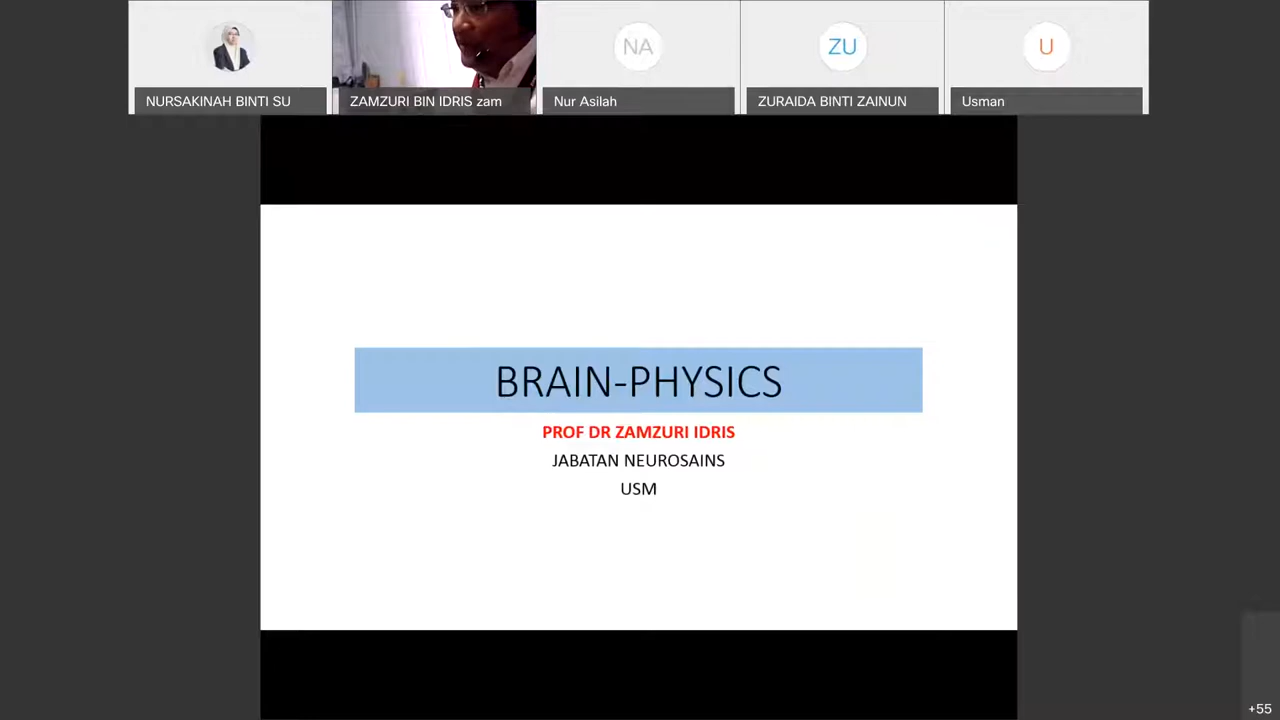 NURSAKINAH BINTI SU
ZAMZURI BIN IDRIS zam
NA
Nur Asilah
ZU
ZURAIDA BINTI ZAINUN
U
Usman
BRAIN-PHYSICS
PROF DR ZAMZURI IDRIS
JABATAN NEUROSAINS
USM
+55